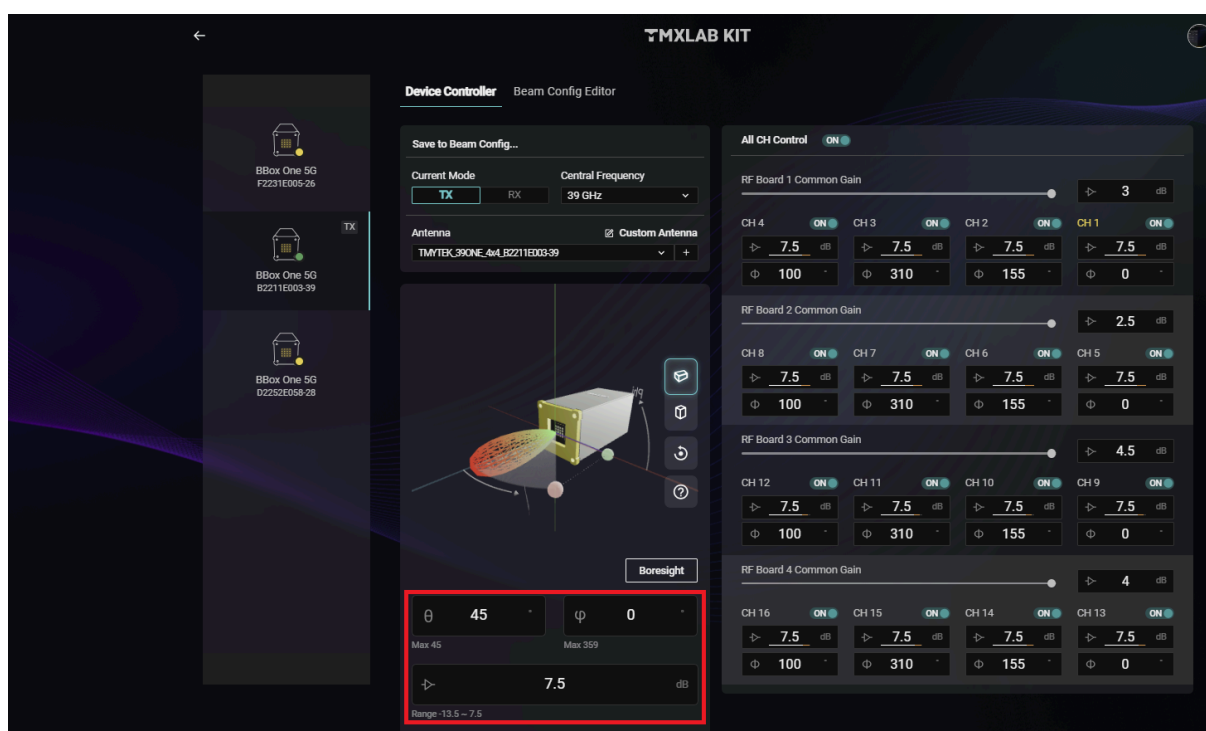 TMXLAB KIT
Device Controller Beam Config Editor
BBox One 5G
F2231E005-26
TX
BBox One 5G
B2211E003-39
BBox One 5G
D2252E058-28
Save to Beam Config...
Current Mode Central Frequency
TX RX 39 GHz
Antenna Custom Antenna
TMYTEK_39ONE_4x4_B2211E003-39 +
phi
Boresight
θ 45 ° φ 0 °
Max 45 Max 359
7.5 dB
Range -13.5 ~ 7.5
All CH Control ON
RF Board 1 Common Gain
3 dB
CH 4 ON CH 3 ON CH 2 ON CH 1 ON
7.5 dB 7.5 dB 7.5 dB 7.5 dB
Φ 100 ° Φ 310 ° Φ 155 ° Φ 0 °
RF Board 2 Common Gain
2.5 dB
CH 8 ON CH 7 ON CH 6 ON CH 5 ON
7.5 dB 7.5 dB 7.5 dB 7.5 dB
Φ 100 ° Φ 310 ° Φ 155 ° Φ 0 °
RF Board 3 Common Gain
4.5 dB
CH 12 ON CH 11 ON CH 10 ON CH 9 ON
7.5 dB 7.5 dB 7.5 dB 7.5 dB
Φ 100 ° Φ 310 ° Φ 155 ° Φ 0 °
RF Board 4 Common Gain
4 dB
CH 16 ON CH 15 ON CH 14 ON CH 13 ON
7.5 dB 7.5 dB 7.5 dB 7.5 dB
Φ 100 ° Φ 310 ° Φ 155 ° Φ 0 °